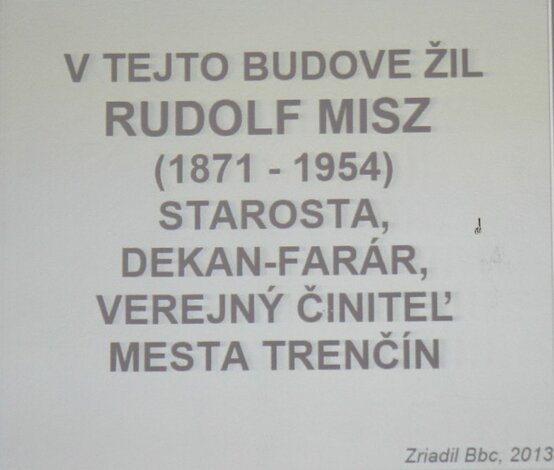 V TEJTO BUDOVE ŽIL
RUDOLF MISZ
(1871 - 1954)
STAROSTA,
DEKAN-FARÁR,
VEREJNÝ ČINITEĽ
MESTA TRENČÍN
Zriadil Bbc, 2013